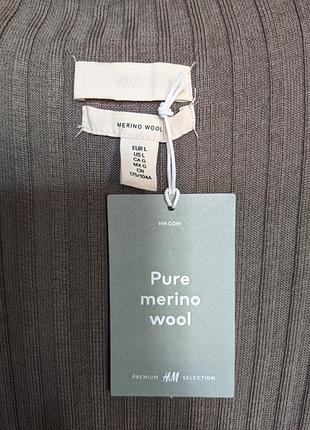 MERINO WOOL
EUR L
US L
CA G
MX G
CN
175/104A
HM.COM
Pure
merino
wool
PREMIUM H&M SELECTION